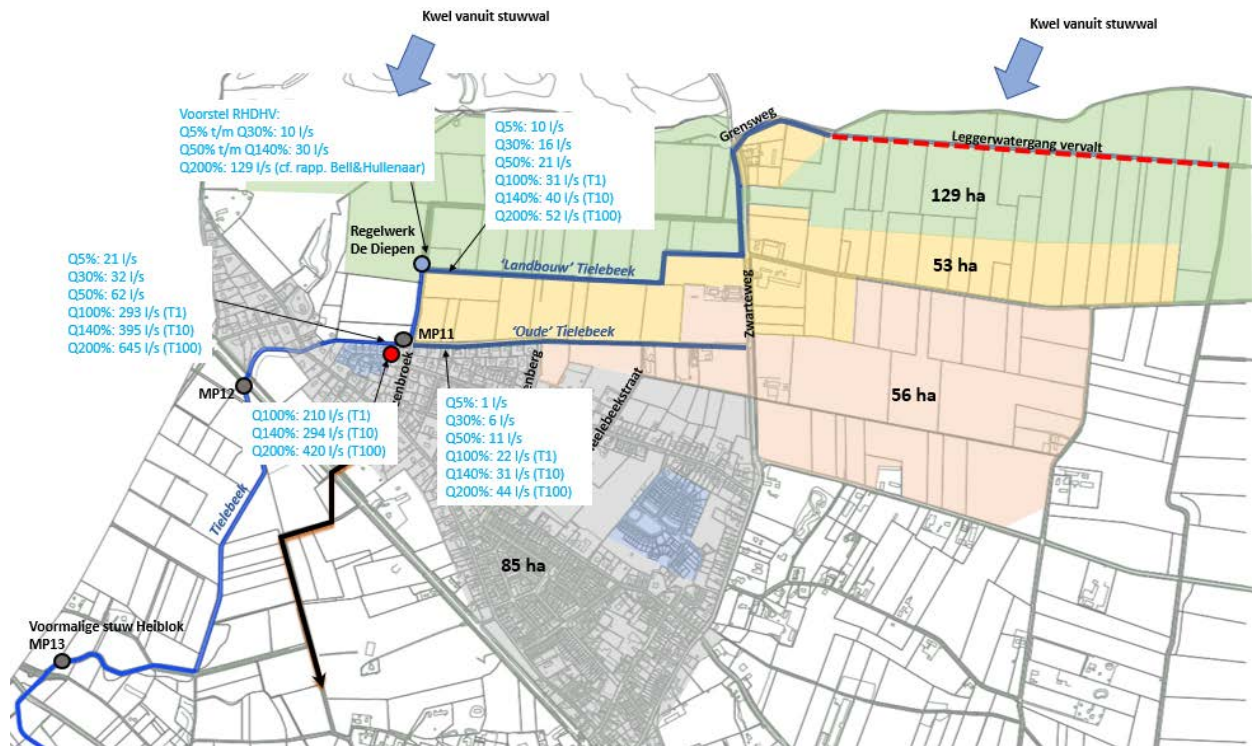 Kwel vanuit stuwwal
Kwel vanuit stuwwal
Voorstel RHDHV:
Q5% t/m Q30%: 10 l/s
Q50% t/m Q140%: 30 l/s
Q200%: 129 l/s (cf. rapp. Bell&Hullenaar)
Q5%: 10 l/s
Q30%: 16 l/s
Q50%: 21 l/s
Q100%: 31 l/s (T1)
Q140%: 40 l/s (T10)
Q200%: 52 l/s (T100)
Grensweg
Leggerwatergang vervalt
129 ha
Regelwerk
De Diepen
'Landbouw' Tielebeek
53 ha
Q5%: 21 l/s
Q30%: 32 l/s
Q50%: 62 l/s
Q100%: 293 l/s (T1)
Q140%: 395 l/s (T10)
Q200%: 645 l/s (T100)
MP11
'Oude' Tielebeek
Zwarteweg
MP12
enbroek
enberg
eelebeekstraat
56 ha
Q100%: 210 l/s (T1)
Q140%: 294 l/s (T10)
Q200%: 420 l/s (T100)
Q5%: 1 l/s
Q30%: 6 l/s
Q50%: 11 l/s
Q100%: 22 l/s (T1)
Q140%: 31 l/s (T10)
Q200%: 44 l/s (T100)
Tielebeek
85 ha
Voormalige stuw Heiblok
MP13